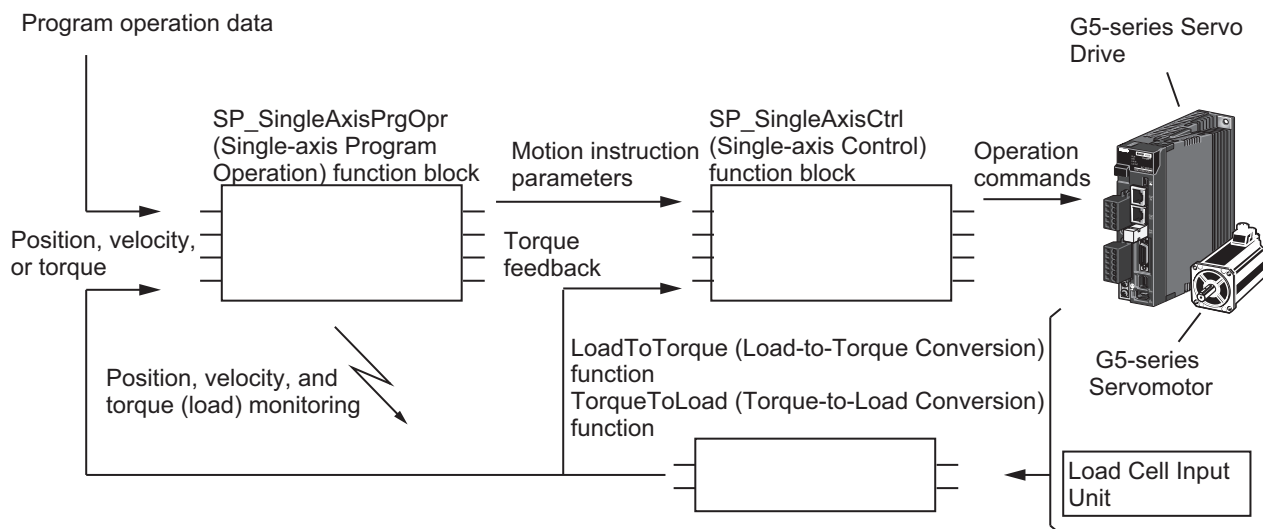 Program operation data
G5-series Servo
Drive
SP_SingleAxisPrgOpr
(Single-axis Program
Operation) function block
Motion instruction
parameters
SP_SingleAxisCtrl
(Single-axis Control)
function block
Operation
commands
Position, velocity,
or torque
Torque
feedback
Position, velocity, and
torque (load) monitoring
LoadToTorque (Load-to-Torque Conversion)
function
TorqueToLoad (Torque-to-Load Conversion)
function
G5-series
Servomotor
Load Cell Input
Unit